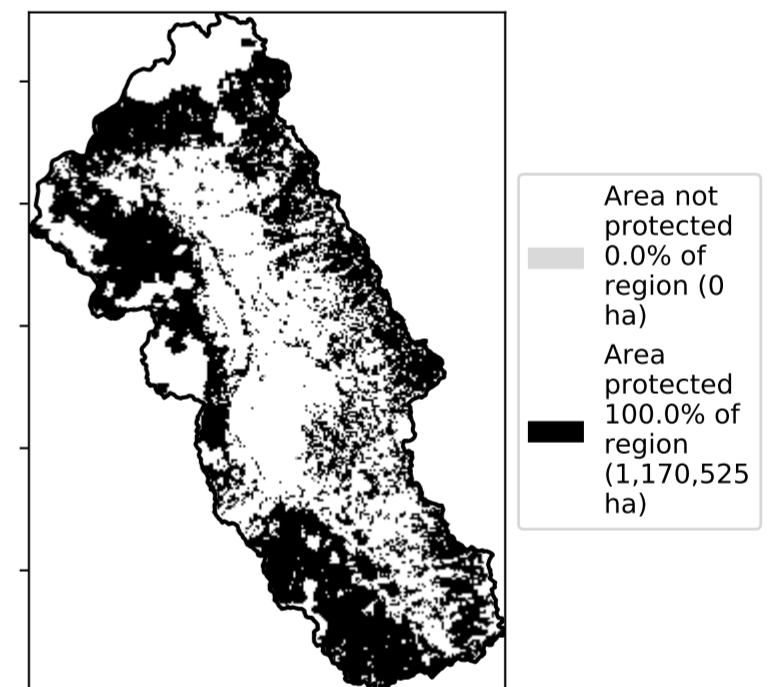 Area not
protected
0.0% of
region (0
ha)
Area
protected
100.0% of
region
(1,170,525
ha)